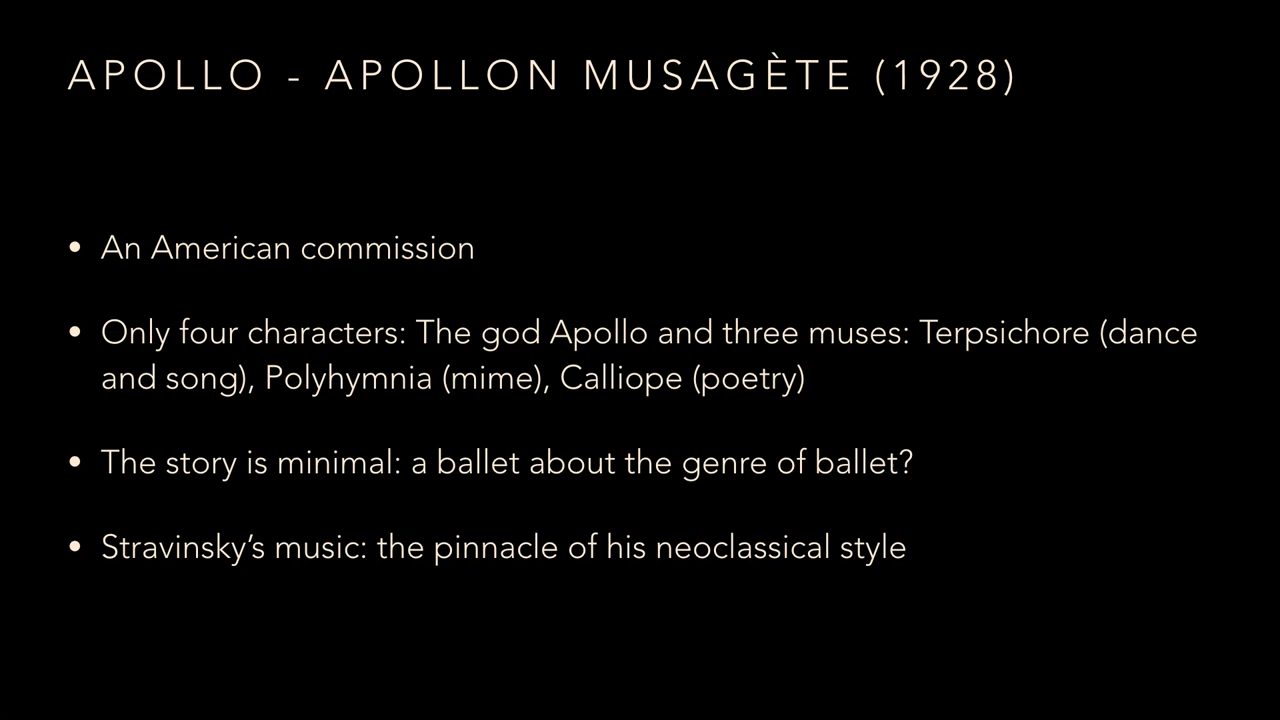 APOLLO - APOLLON MUSAGÈTE (1928)
• An American commission
• Only four characters: The god Apollo and three muses: Terpsichore (dance
and song), Polyhymnia (mime), Calliope (poetry)
• The story is minimal: a ballet about the genre of ballet?
• Stravinsky’s music: the pinnacle of his neoclassical style